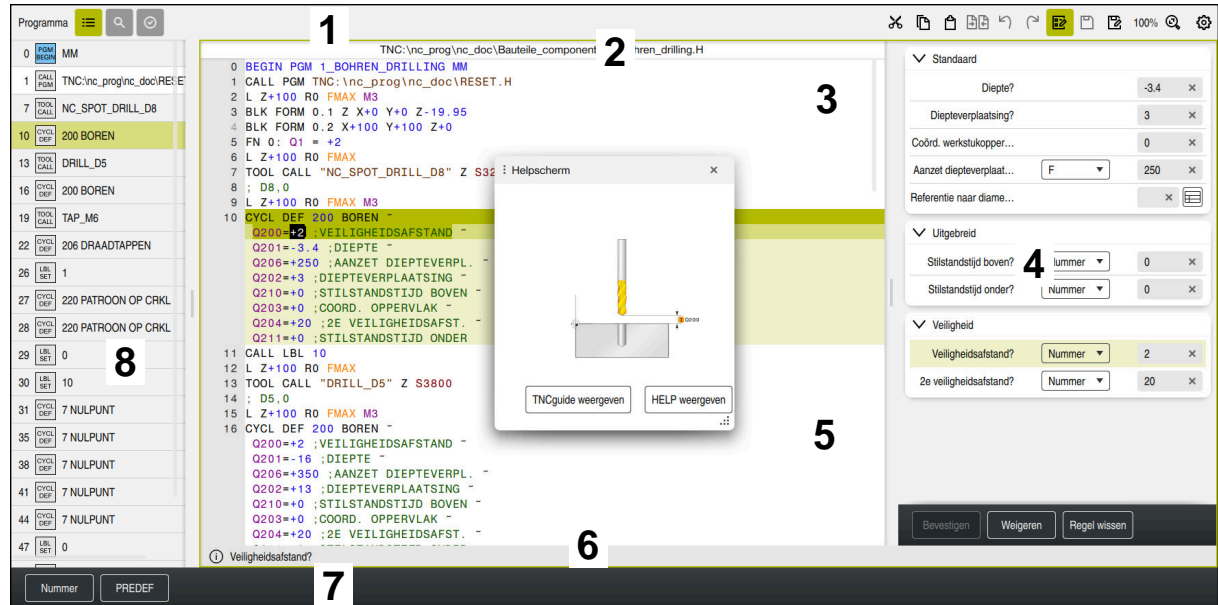 Programma
100%
1
2
3
4
5
6
7
8
0 PGM BEGIN MM
1 CALL PGM TNC:\nc_prog\nc_doc\RESET
7 TOOL CALL NC_SPOT_DRILL_D8
10 CYCL DEF 200 BOREN
13 TOOL CALL DRILL_D5
16 CYCL DEF 200 BOREN
19 TOOL CALL TAP_M6
22 CYCL DEF 206 DRAADTAPPEN
26 LBL SET 1
27 CYCL DEF 220 PATROON OP CRKL
28 CYCL DEF 220 PATROON OP CRKL
29 LBL SET 0
30 LBL SET 10
31 CYCL DEF 7 NULPUNT
35 CYCL DEF 7 NULPUNT
38 CYCL DEF 7 NULPUNT
41 CYCL DEF 7 NULPUNT
44 CYCL DEF 7 NULPUNT
47 LBL SET 0
TNC:\nc_prog\nc_doc\Bauteile_component hren_drilling.H
0 BEGIN PGM 1_BOHREN_DRILLING MM
1 CALL PGM TNC:\nc_prog\nc_doc\RESET.H
2 L Z+100 R0 FMAX M3
3 BLK FORM 0.1 Z X+0 Y+0 Z-19.95
4 BLK FORM 0.2 X+100 Y+100 Z+0
5 FN 0: Q1 = +2
6 L Z+100 R0 FMAX
7 TOOL CALL "NC_SPOT_DRILL_D8" Z S32
8 ; D8,0
9 L Z+100 R0 FMAX M3
10 CYCL DEF 200 BOREN ~
Q200=+2 ;VEILIGHEIDSAFSTAND ~
Q201=-3.4 ;DIEPTE ~
Q206=+250 ;AANZET DIEPTEVERPL. ~
Q202=+3 ;DIEPTEVERPLAATSING ~
Q210=+0 ;STILSTANDSTIJD BOVEN ~
Q203=+0 ;COORD. OPPERVLAK ~
Q204=+20 ;2E VEILIGHEIDSAFST. ~
Q211=+0 ;STILSTANDSTIJD ONDER
11 CALL LBL 10
12 L Z+100 R0 FMAX
13 TOOL CALL "DRILL_D5" Z S3800
14 ; D5,0
15 L Z+100 R0 FMAX M3
16 CYCL DEF 200 BOREN ~
Q200=+2 ;VEILIGHEIDSAFSTAND ~
Q201=-16 ;DIEPTE ~
Q206=+350 ;AANZET DIEPTEVERPL. ~
Q202=+13 ;DIEPTEVERPLAATSING ~
Q210=+0 ;STILSTANDSTIJD BOVEN ~
Q203=+0 ;COORD. OPPERVLAK ~
Q204=+20 ;2E VEILIGHEIDSAFST. ~
Helpscherm ×
Q200
TNCguide weergeven HELP weergeven
Standaard
Diepte? -3.4 ×
Diepteverplaatsing? 3 ×
Coörd. werkstukopper… 0 ×
Aanzet diepteverplaat… F 250 ×
Referentie naar diame… ×
Uitgebreid
Stilstandstijd boven? ummer 0 ×
Stilstandstijd onder? Nummer 0 ×
Veiligheid
Veiligheidsafstand? Nummer 2 ×
2e veiligheidsafstand? Nummer 20 ×
Bevestigen Weigeren Regel wissen
Veiligheidsafstand?
Nummer PREDEF